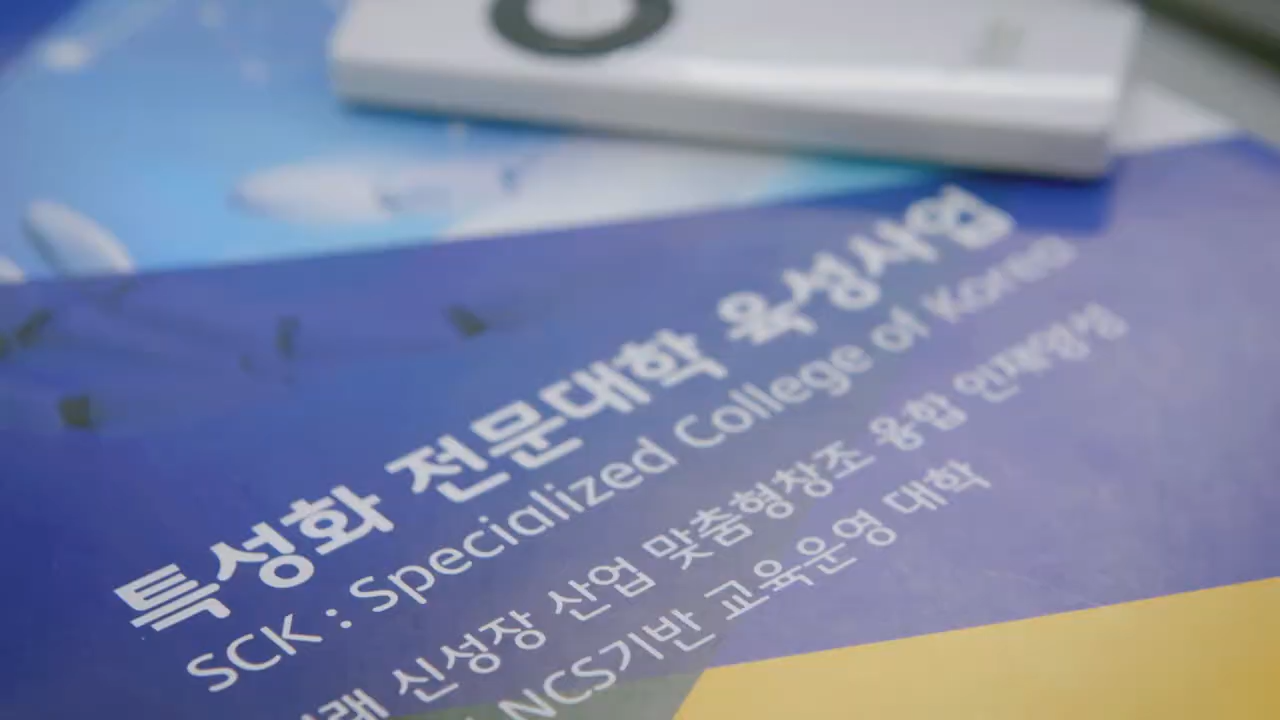 특성화 전문대학 육성사업
SCK : Specialized College of Korea
신성장 산업 맞춤형창조 융합 인재양성
NCS기반 교육운영 대학